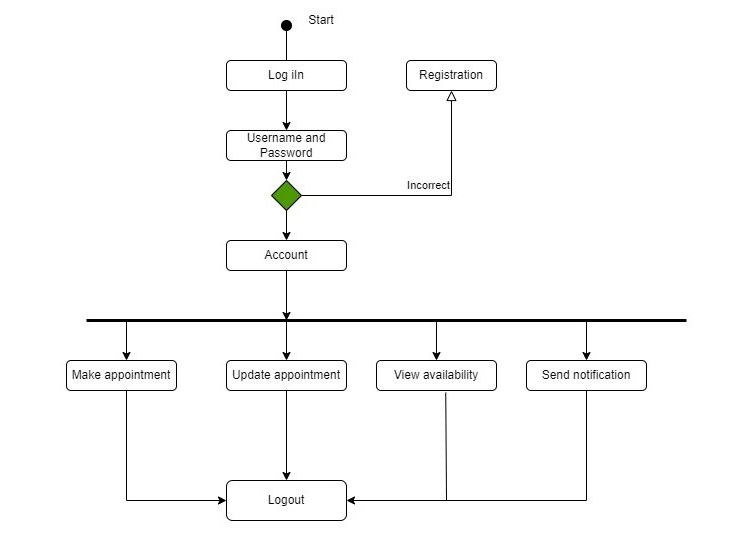 Start
Log iIn
Registration
Username and
Password
Incorrect
Account
Make appointment
Update appointment
View availability
Send notification
Logout